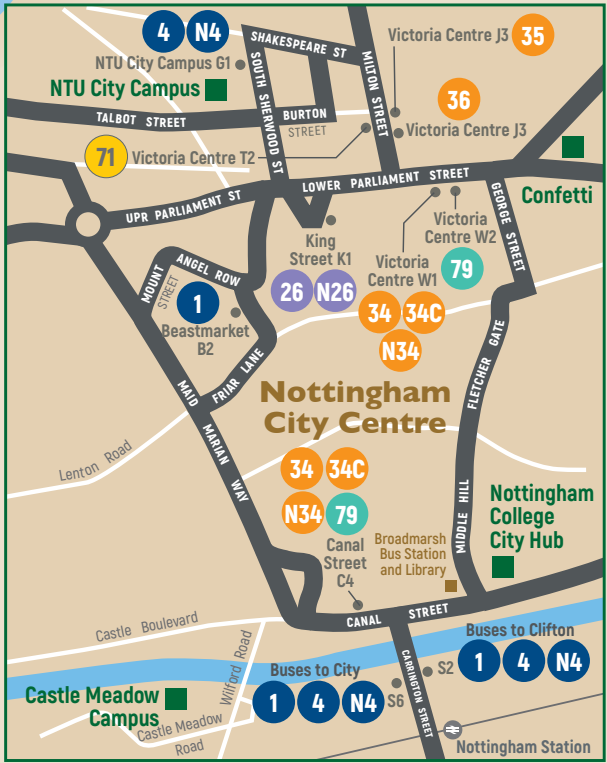 4 N4
NTU City Campus G1
NTU City Campus
SHAKESPEARE ST
SOUTH SHERWOOD ST
MILTON STREET
Victoria Centre J3
35
36
Victoria Centre J3
TALBOT STREET
BURTON
STREET
71
Victoria Centre T2
Confetti
LOWER PARLIAMENT STREET
UPR PARLIAMENT ST
GEORGE STREET
King
Street K1
26 N26
Victoria
Centre W1
34 34C
N34
Victoria
Centre W2
79
MOUNT
STREET
ANGEL ROW
1
Beastmarket
B2
FRIAR LANE
MAID MARIAN WAY
FLETCHER GATE
Nottingham
City Centre
Lenton Road
34 34C
N34 79
Canal
Street
C4
Broadmarsh
Bus Station
and Library
MIDDLE HILL
Nottingham
College
City Hub
CANAL STREET
Castle Boulevard
Wilford Road
Buses to City
1 4 N4
S6
CARRINGTON STREET
Buses to Clifton
S2
1 4 N4
Castle Meadow
Campus
Castle Meadow
Road
Nottingham Station